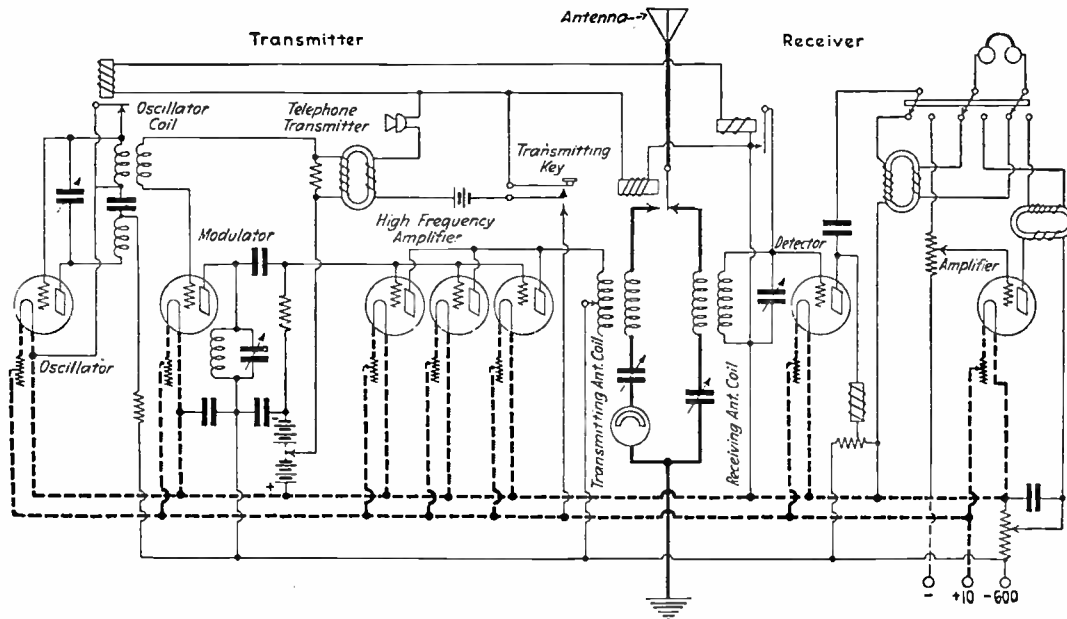 Antenna
Transmitter
Receiver
Oscillator
Coil
Telephone
Transmitter
Transmitting
Key
High Frequency
Amplifier
Modulator
Detector
Amplifier
Oscillator
Transmitting Ant. Coil
Receiving Ant. Coil
-
+
- +10 -600